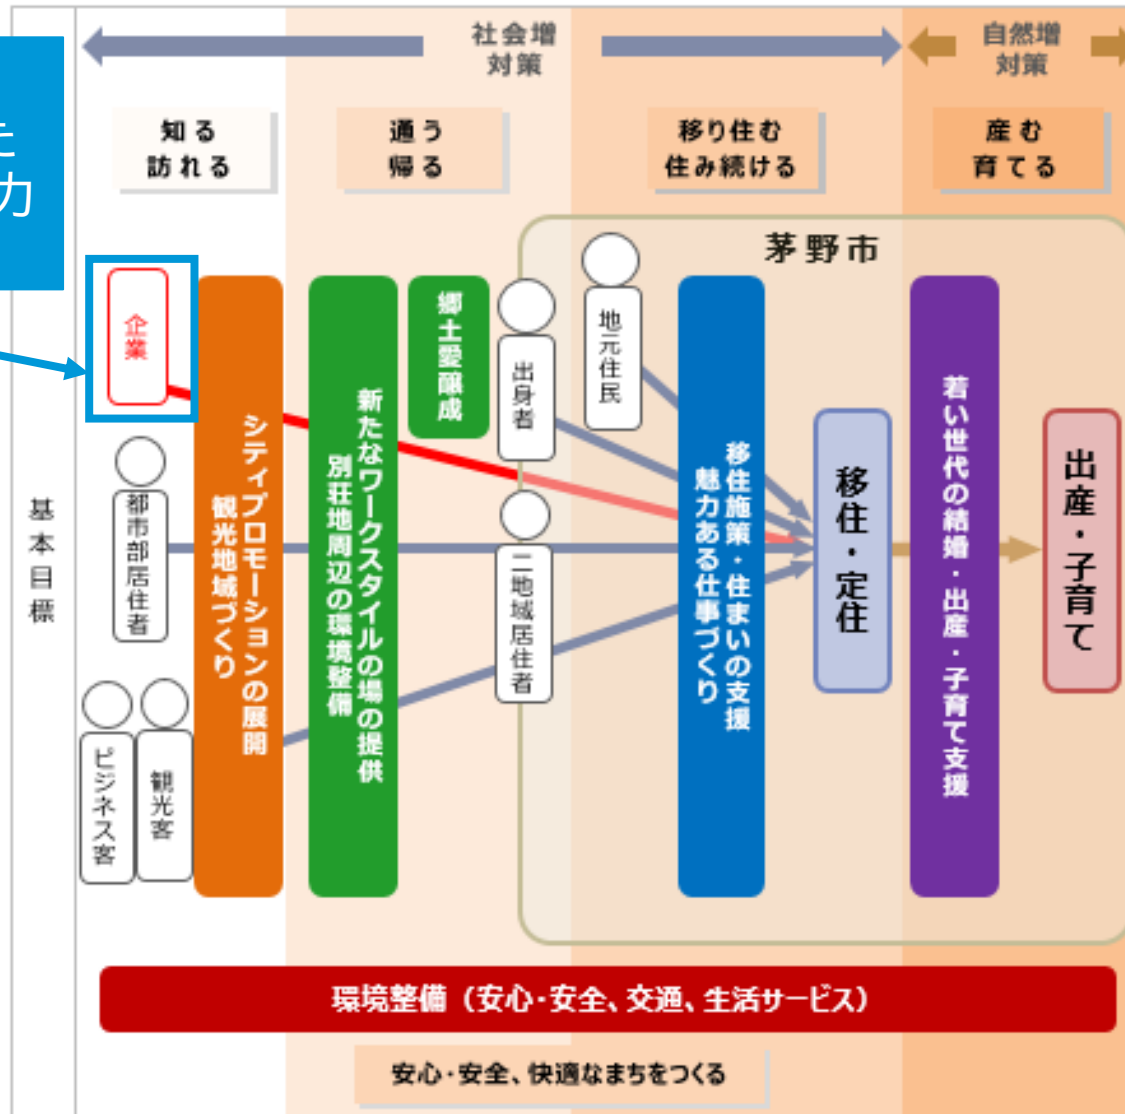 社会増
対策
自然増
対策
知る
訪れる
通う
帰る
移り住む
住み続ける
産む
育てる
た
力
茅野市
基本目標
企業
都市部居住者
ビジネス客
観光客
シティプロモーションの展開
観光地域づくり
新たなワークスタイルの場の提供
別荘地周辺の環境整備
郷土愛醸成
出身者
二地域居住者
地元住民
移住施策・住まいの支援
魅力ある仕事づくり
移住・定住
若い世代の結婚・出産・子育て支援
出産・子育て
環境整備（安心・安全、交通、生活サービス）
安心・安全、快適なまちをつくる